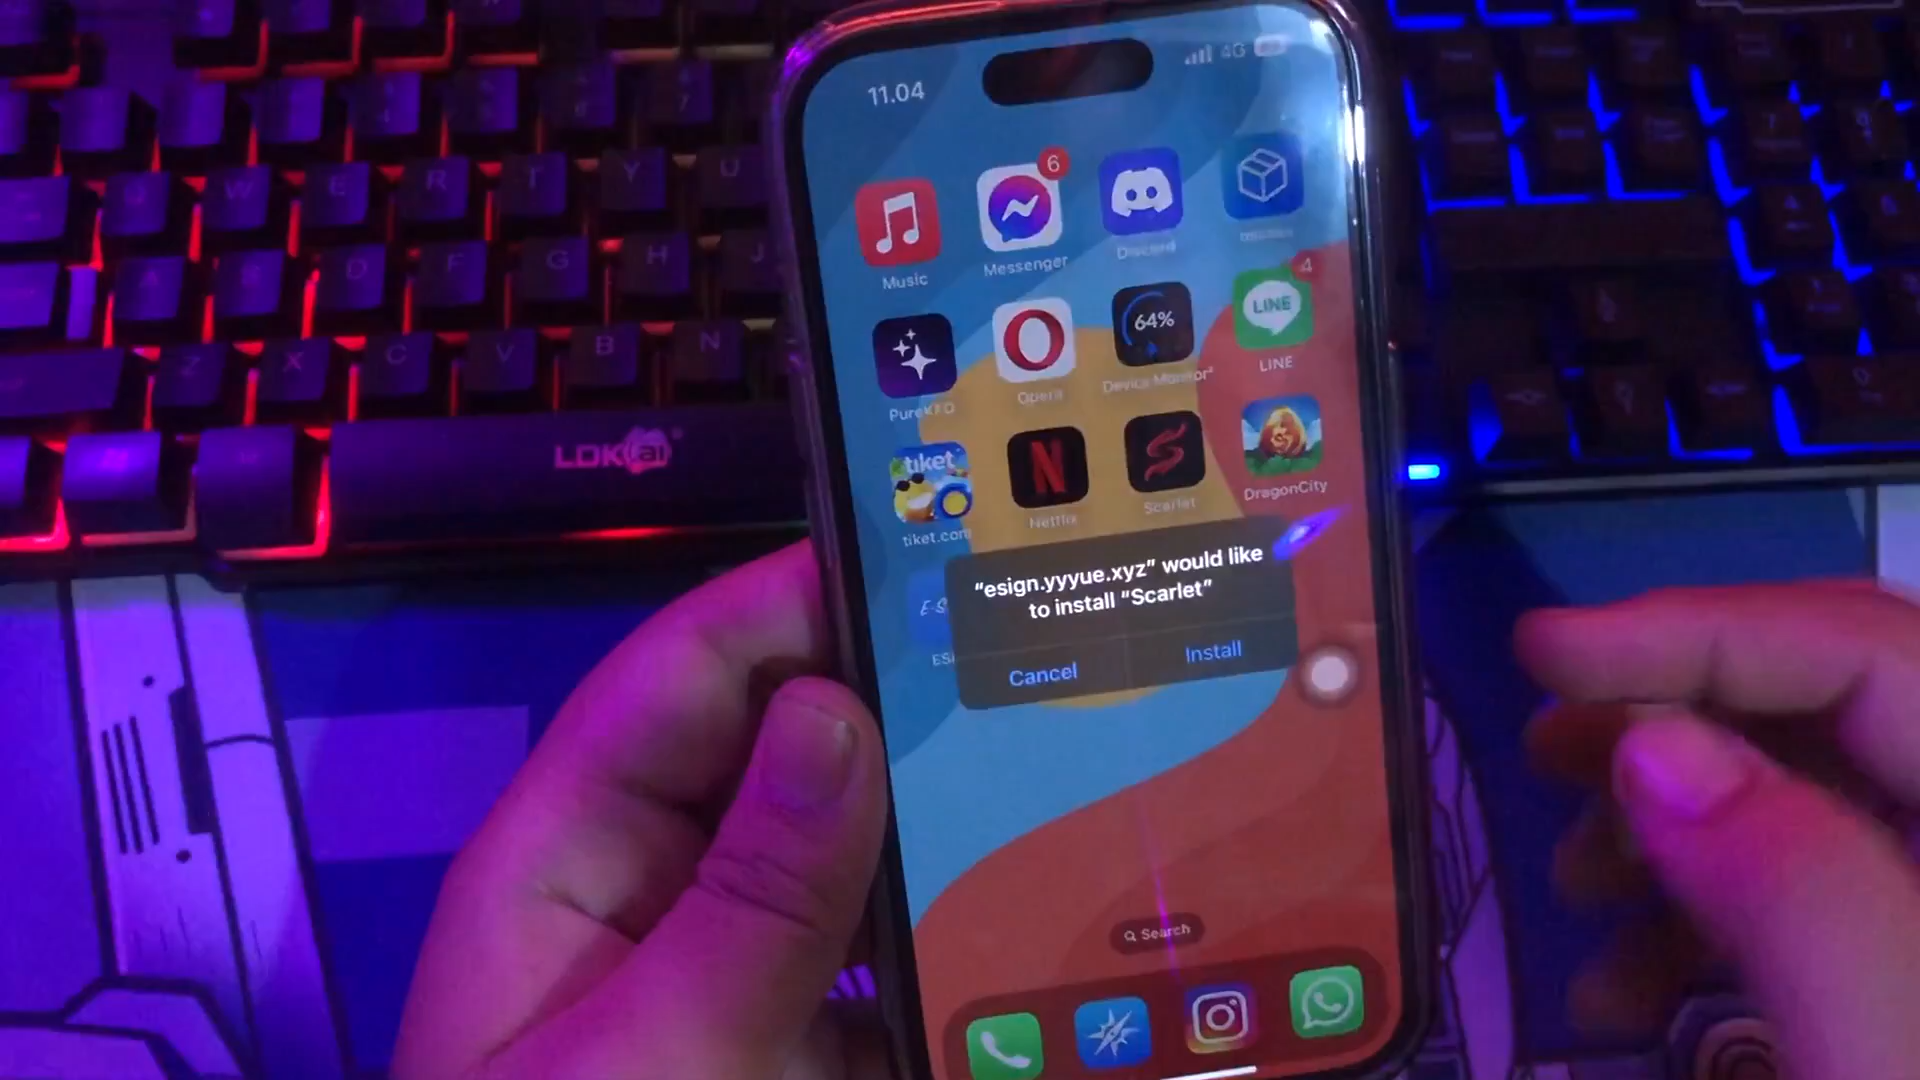 11.04
4G
6
Music
Messenger
Discord
64%
4
LINE
PureKFD
Opera
Device Monitor²
LINE
tiket
tiket.com
Netflix
Scarlet
DragonCity
"esign.yyyue.xyz" would like
to install "Scarlet"
Cancel
Install
Search
Q
W
E
R
T
Y
U
A
D
F
G
H
J
Z
X
C
V
B
N
LDK ai